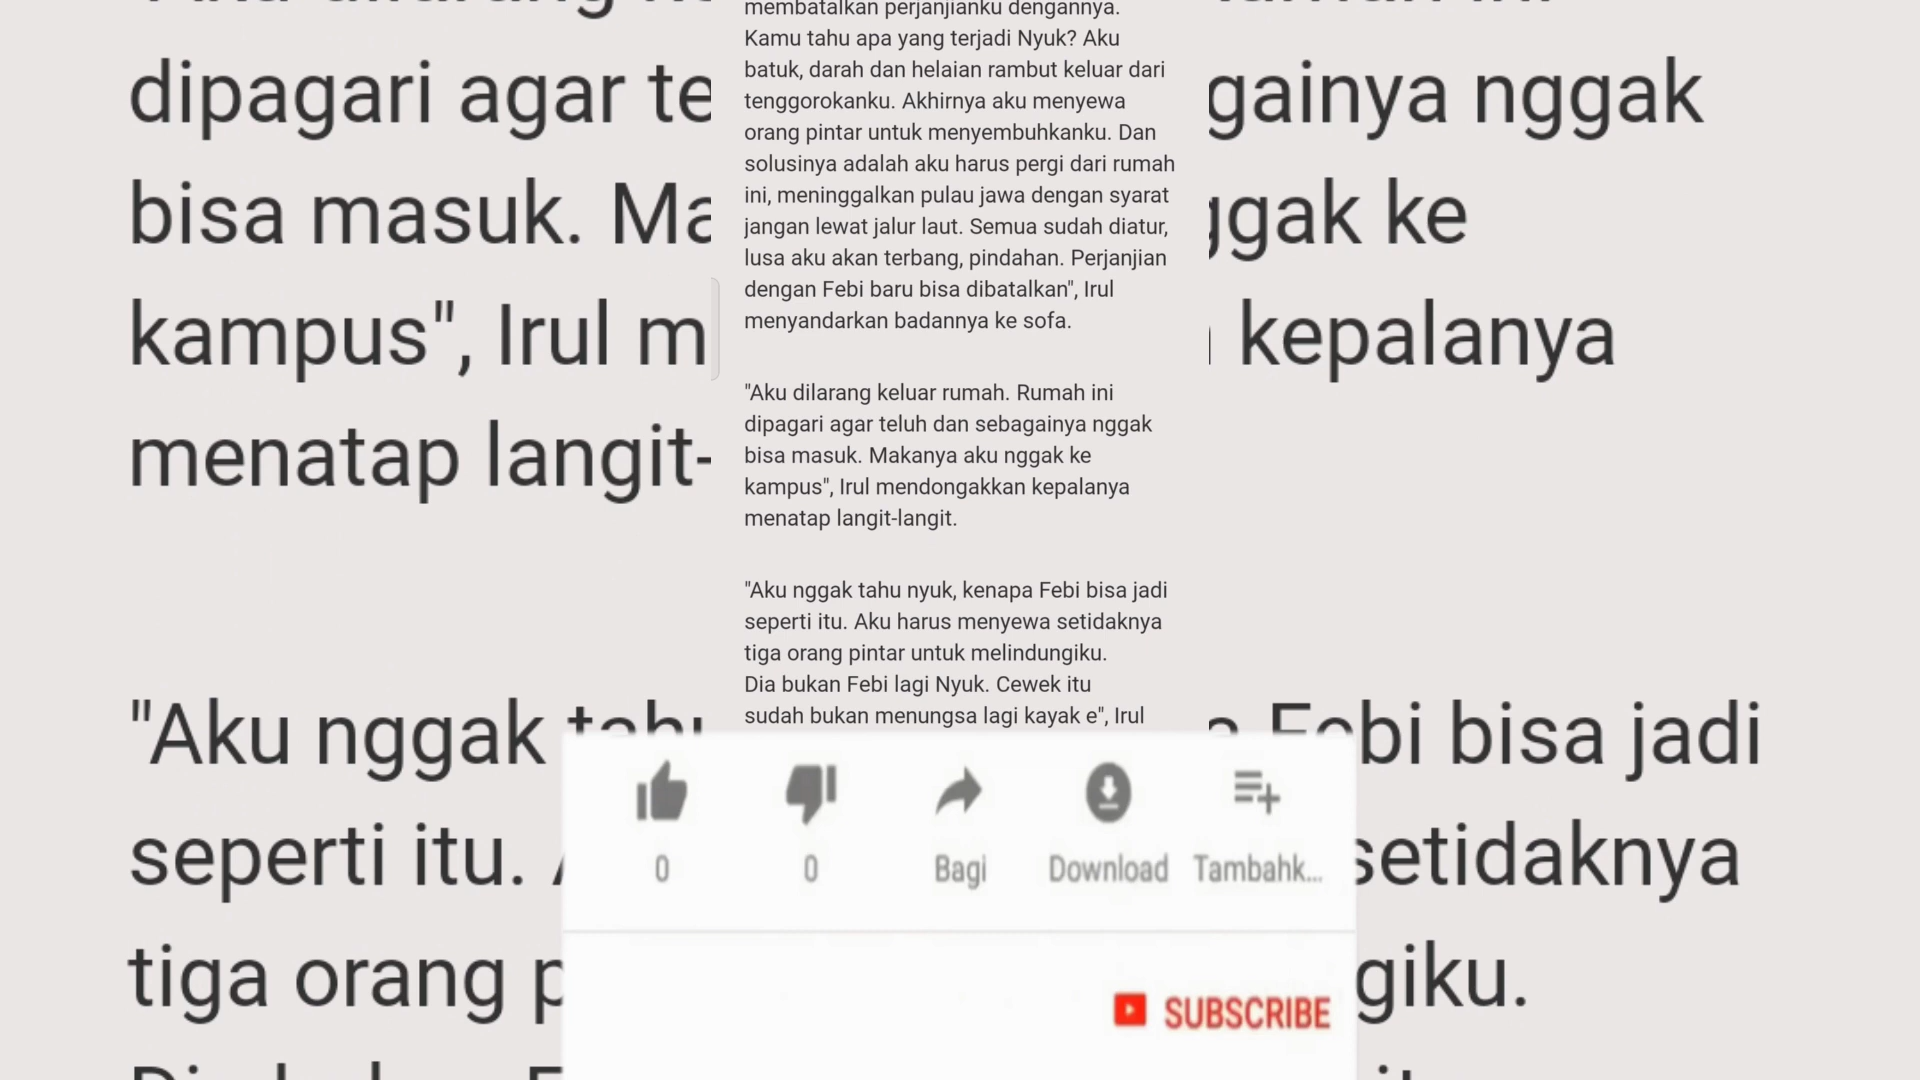 membatalkan perjanjianku dengannya.
Kamu tahu apa yang terjadi Nyuk? Aku
batuk, darah dan helaian rambut keluar dari
tenggorokanku. Akhirnya aku menyewa
orang pintar untuk menyembuhkanku. Dan
solusinya adalah aku harus pergi dari rumah
ini, meninggalkan pulau jawa dengan syarat
jangan lewat jalur laut. Semua sudah diatur,
lusa aku akan terbang, pindahan. Perjanjian
dengan Febi baru bisa dibatalkan", Irul
menyandarkan badannya ke sofa.
"Aku dilarang keluar rumah. Rumah ini
dipagari agar teluh dan sebagainya nggak
bisa masuk. Makanya aku nggak ke
kampus", Irul mendongakkan kepalanya
menatap langit-langit.
"Aku nggak tahu nyuk, kenapa Febi bisa jadi
seperti itu. Aku harus menyewa setidaknya
tiga orang pintar untuk melindungiku.
Dia bukan Febi lagi Nyuk. Cewek itu
sudah bukan menungsa lagi kayak e", Irul
dipagari agar te gainya nggak
bisa masuk. Ma ggak ke
kampus", Irul m kepalanya
menatap langit-
"Aku nggak tahu Febi bisa jadi
seperti itu. setidaknya
tiga orang p giku.
0 0 Bagi Download Tambahk...
SUBSCRIBE